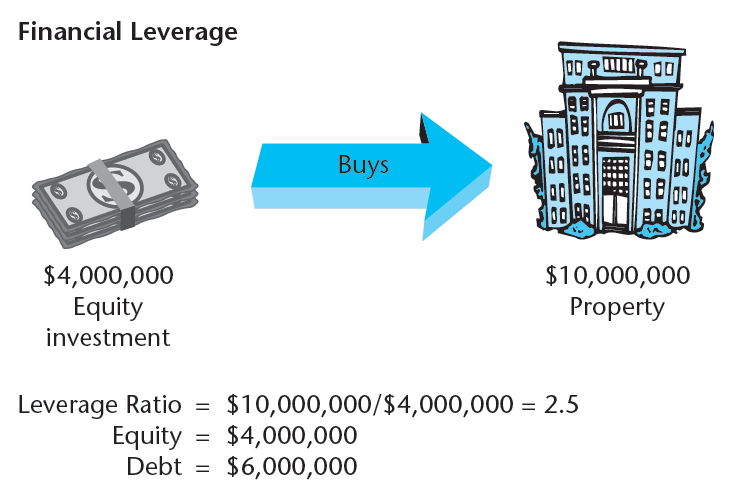 Financial Leverage
Buys
$4,000,000
Equity
investment
$10,000,000
Property
Leverage Ratio = $10,000,000/$4,000,000 = 2.5
Equity = $4,000,000
Debt = $6,000,000